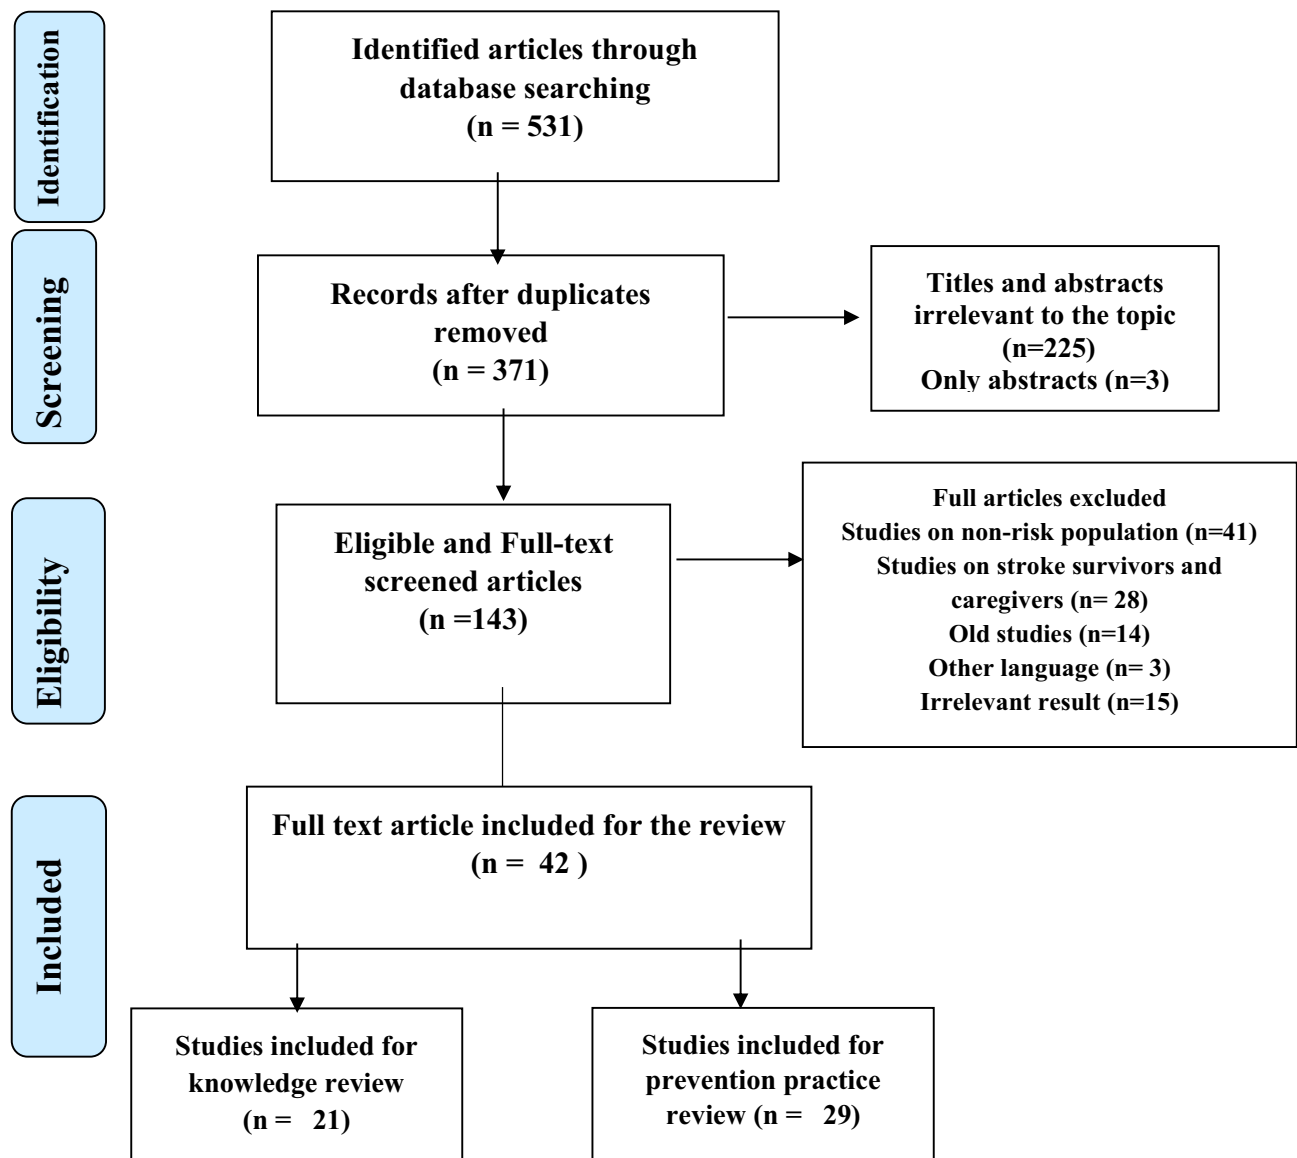 Identification
Identified articles through
database searching
(n = 531)
Screening
Records after duplicates
removed
(n = 371)
Titles and abstracts
irrelevant to the topic
(n=225)
Only abstracts (n=3)
Eligibility
Eligible and Full-text
screened articles
(n =143)
Full articles excluded
Studies on non-risk population (n=41)
Studies on stroke survivors and
caregivers (n= 28)
Old studies (n=14)
Other language (n= 3)
Irrelevant result (n=15)
Included
Full text article included for the review
(n = 42 )
Studies included for
knowledge review
(n = 21)
Studies included for
prevention practice
review (n = 29)